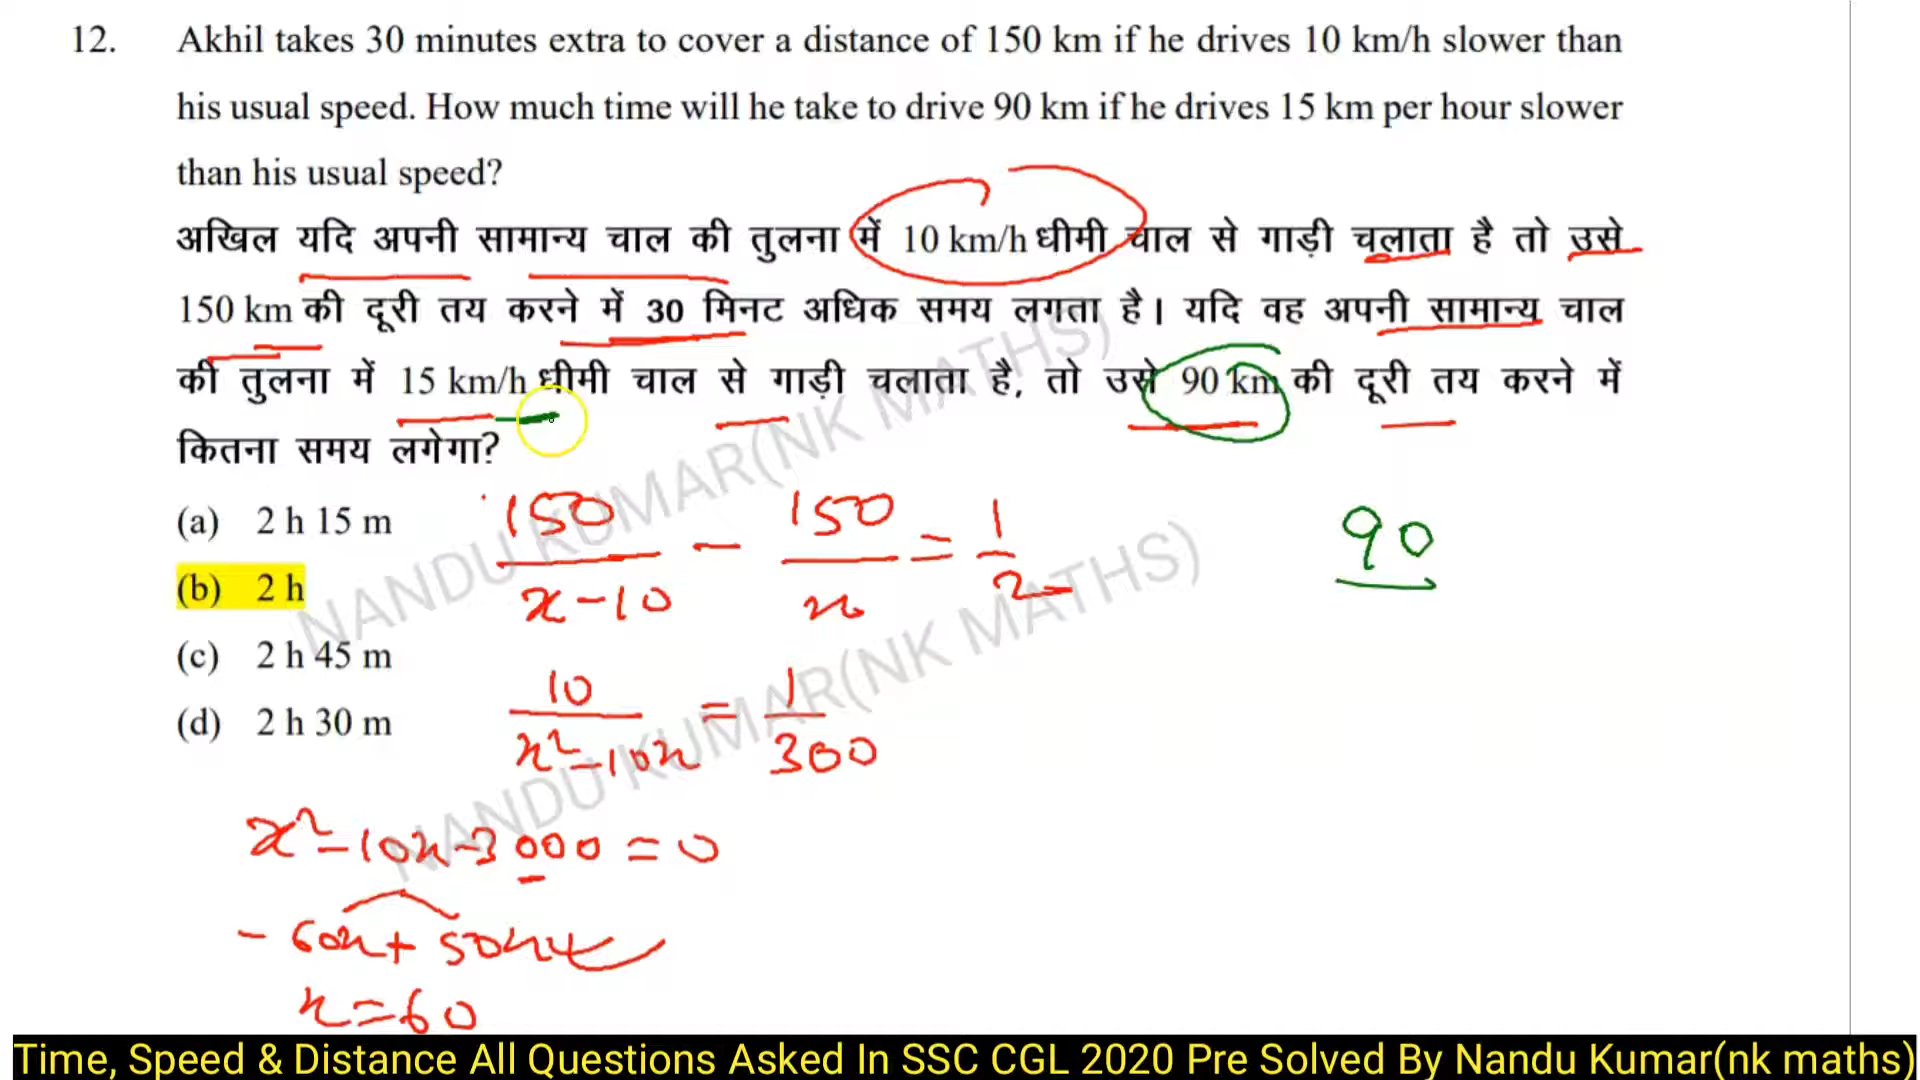 12. Akhil takes 30 minutes extra to cover a distance of 150 km if he drives 10 km/h slower than
his usual speed. How much time will he take to drive 90 km if he drives 15 km per hour slower
than his usual speed?
अखिल यदि अपनी सामान्य चाल की तुलना में 10 km/h धीमी चाल से गाड़ी चलाता है तो उसे
150 km की दूरी तय करने में 30 मिनट अधिक समय लगता है। यदि वह अपनी सामान्य चाल
की तुलना में 15 km/h धीमी चाल से गाड़ी चलाता है, तो उसे 90 km की दूरी तय करने में
कितना समय लगेगा?
(a) 2 h 15 m
(b) 2 h
(c) 2 h 45 m
(d) 2 h 30 m
150/x-10 - 150/x = 1/2
90
10/x²-10x = 1/300
x²-10x-3000=0
- 60x+50x
x=60
NANDU KUMAR(NK MATHS)
NANDU KUMAR(NK MATHS)
Time, Speed & Distance All Questions Asked In SSC CGL 2020 Pre Solved By Nandu Kumar(nk maths)